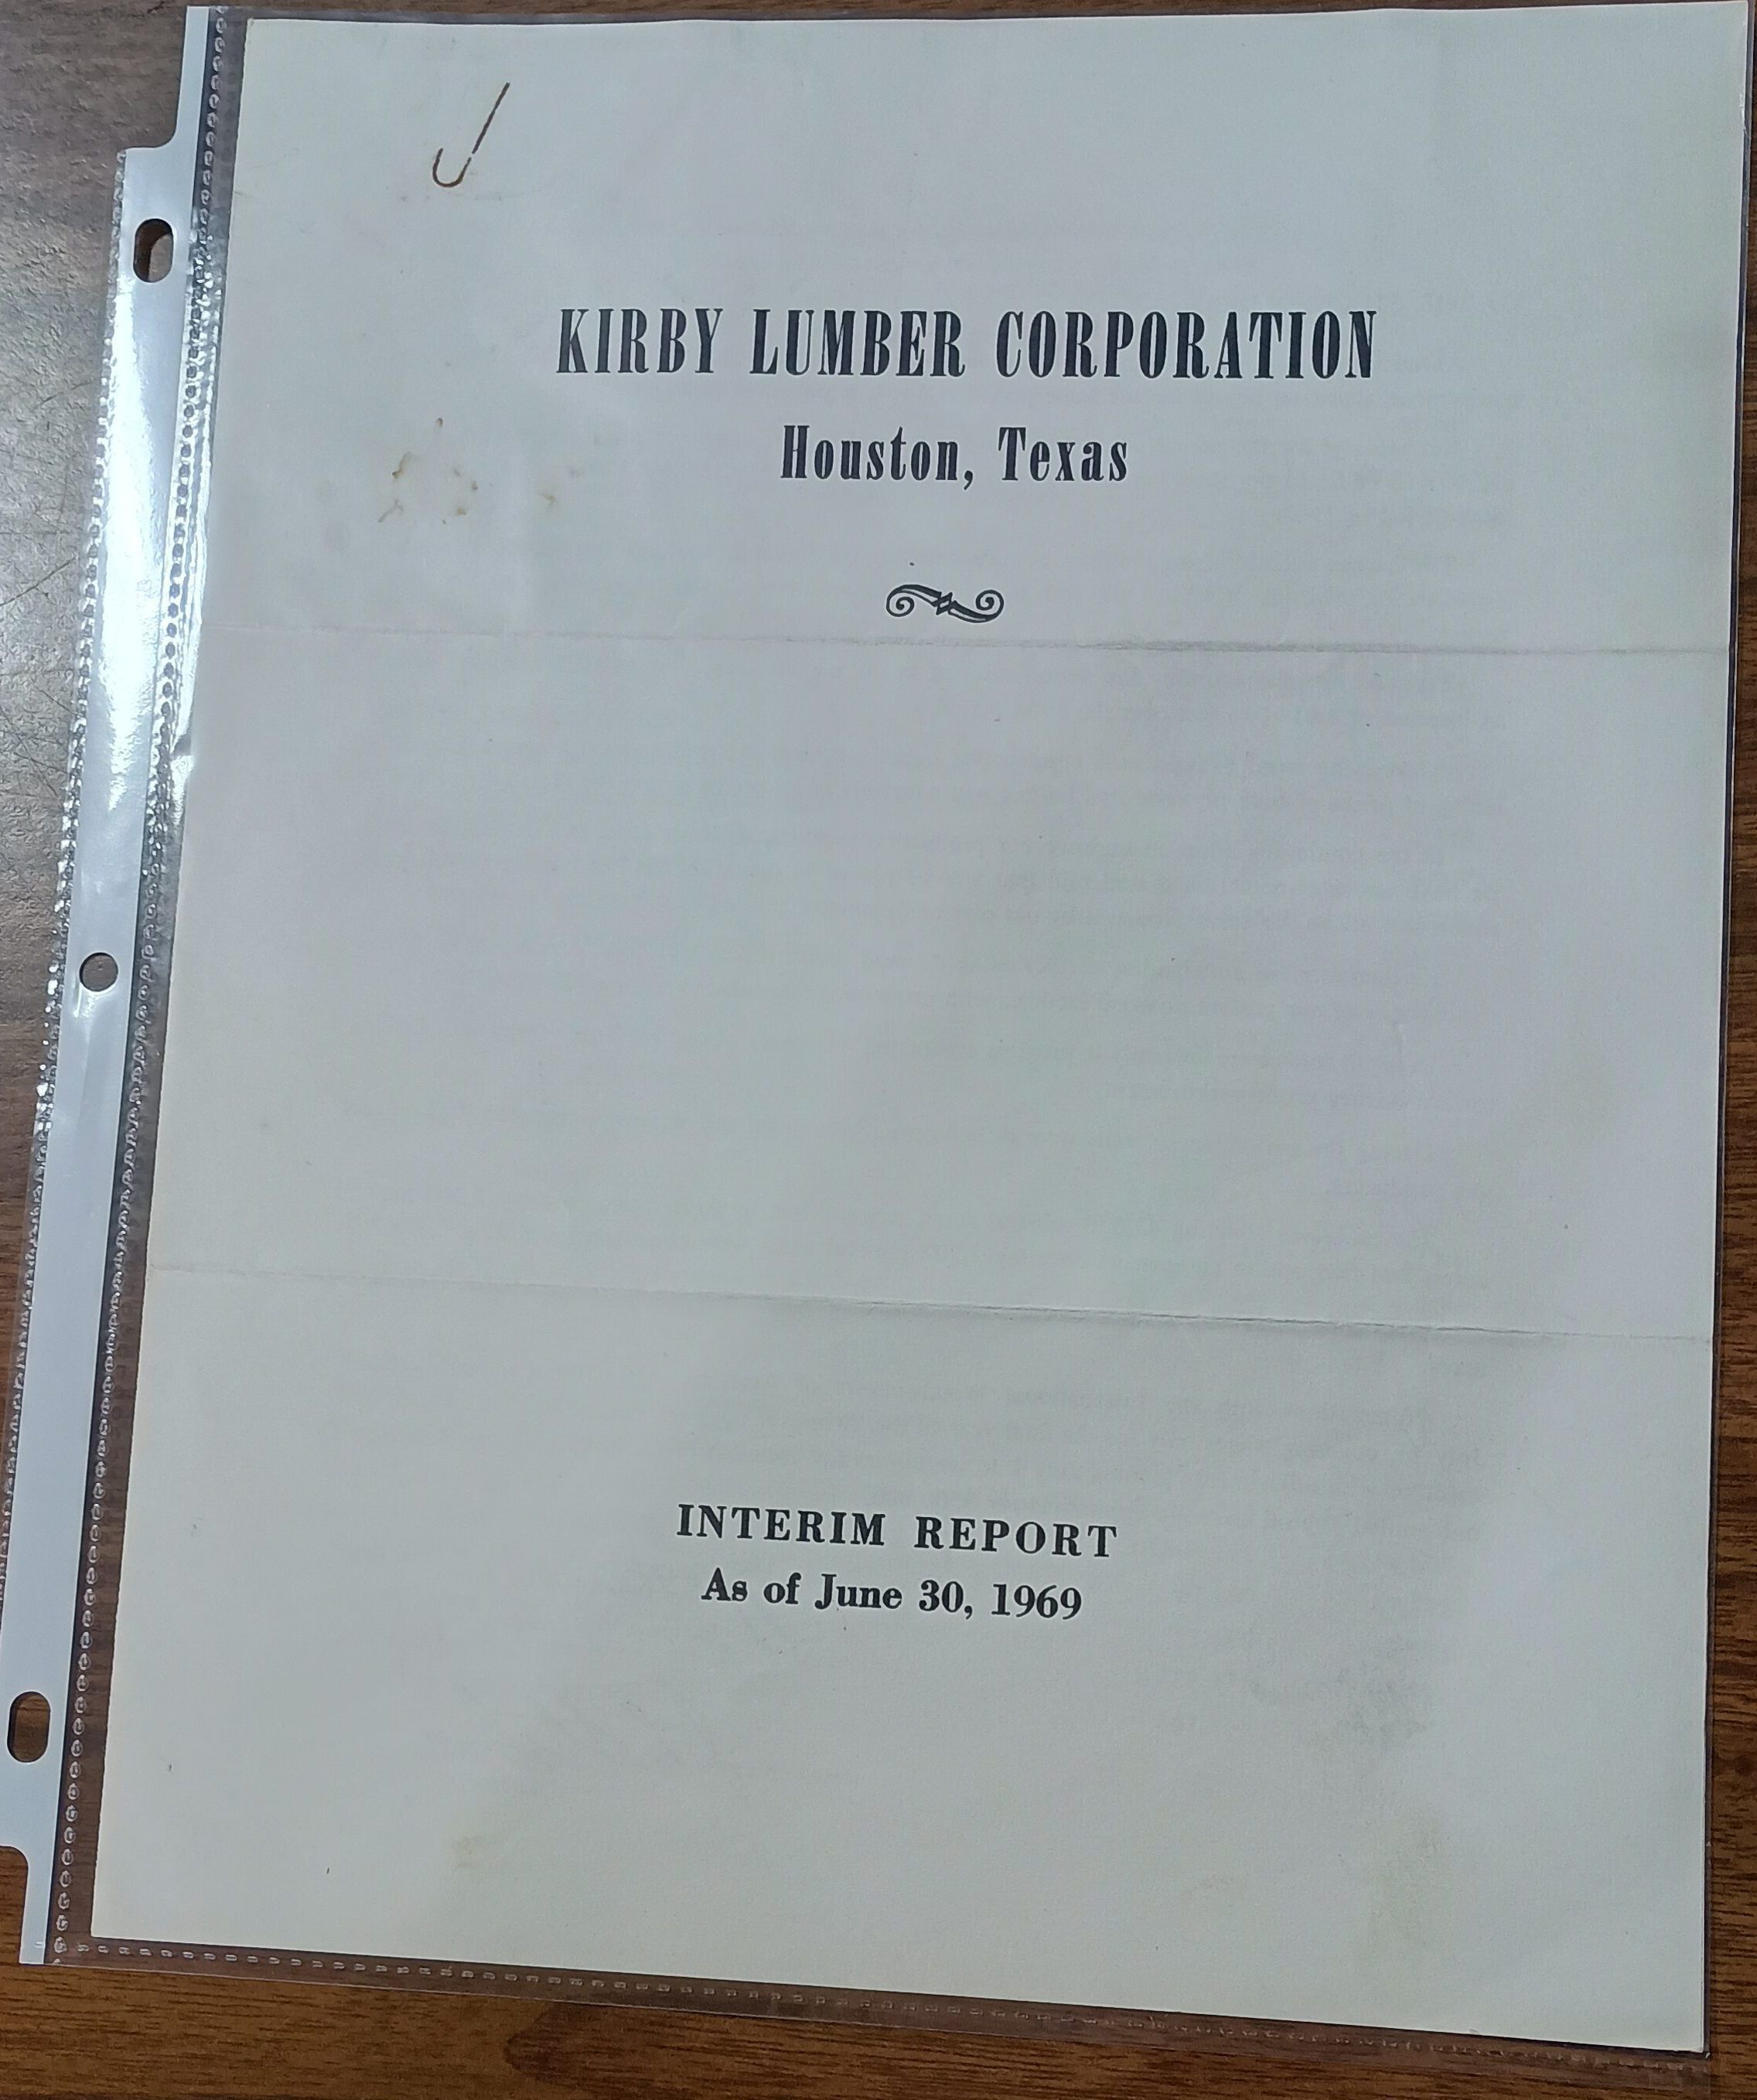 KIRBY LUMBER CORPORATION
Houston, Texas
INTERIM REPORT
As of June 30, 1969